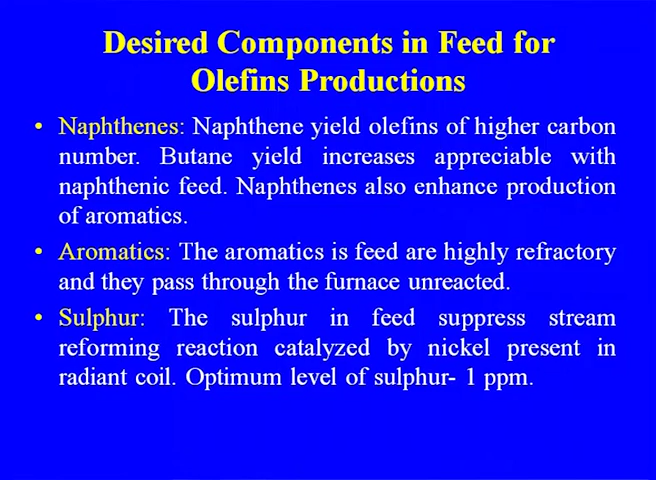 Desired Components in Feed for
Olefins Productions
• Naphthenes: Naphthene yield olefins of higher carbon
number. Butane yield increases appreciable with
naphthenic feed. Naphthenes also enhance production
of aromatics.
• Aromatics: The aromatics is feed are highly refractory
and they pass through the furnace unreacted.
• Sulphur: The sulphur in feed suppress stream
reforming reaction catalyzed by nickel present in
radiant coil. Optimum level of sulphur- 1 ppm.